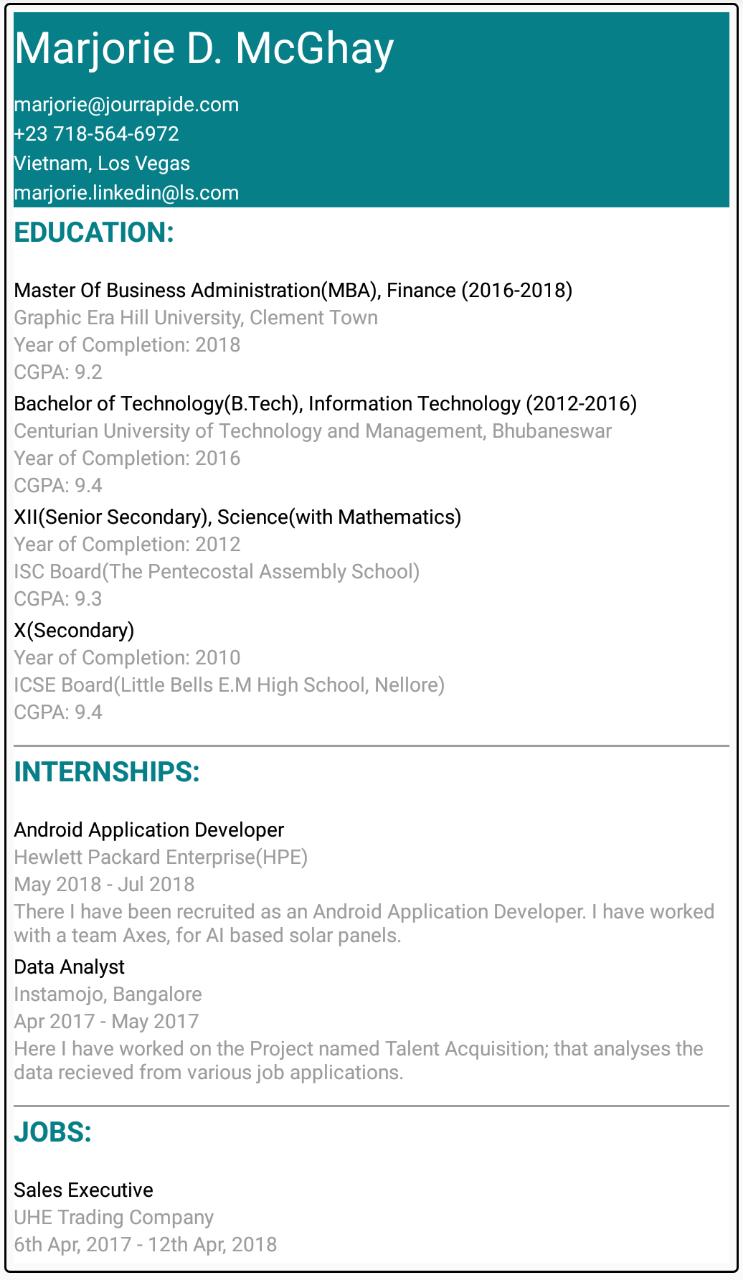 Marjorie D. McGhay
marjorie@jourrapide.com
+23 718-564-6972
Vietnam, Los Vegas
marjorie.linkedin@ls.com
EDUCATION:
Master Of Business Administration(MBA), Finance (2016-2018)
Graphic Era Hill University, Clement Town
Year of Completion: 2018
CGPA: 9.2
Bachelor of Technology(B.Tech), Information Technology (2012-2016)
Centurian University of Technology and Management, Bhubaneswar
Year of Completion: 2016
CGPA: 9.4
XII(Senior Secondary), Science(with Mathematics)
Year of Completion: 2012
ISC Board(The Pentecostal Assembly School)
CGPA: 9.3
X(Secondary)
Year of Completion: 2010
ICSE Board(Little Bells E.M High School, Nellore)
CGPA: 9.4
INTERNSHIPS:
Android Application Developer
Hewlett Packard Enterprise(HPE)
May 2018 - Jul 2018
There I have been recruited as an Android Application Developer. I have worked
with a team Axes, for AI based solar panels.
Data Analyst
Instamojo, Bangalore
Apr 2017 - May 2017
Here I have worked on the Project named Talent Acquisition; that analyses the
data recieved from various job applications.
JOBS:
Sales Executive
UHE Trading Company
6th Apr, 2017 - 12th Apr, 2018